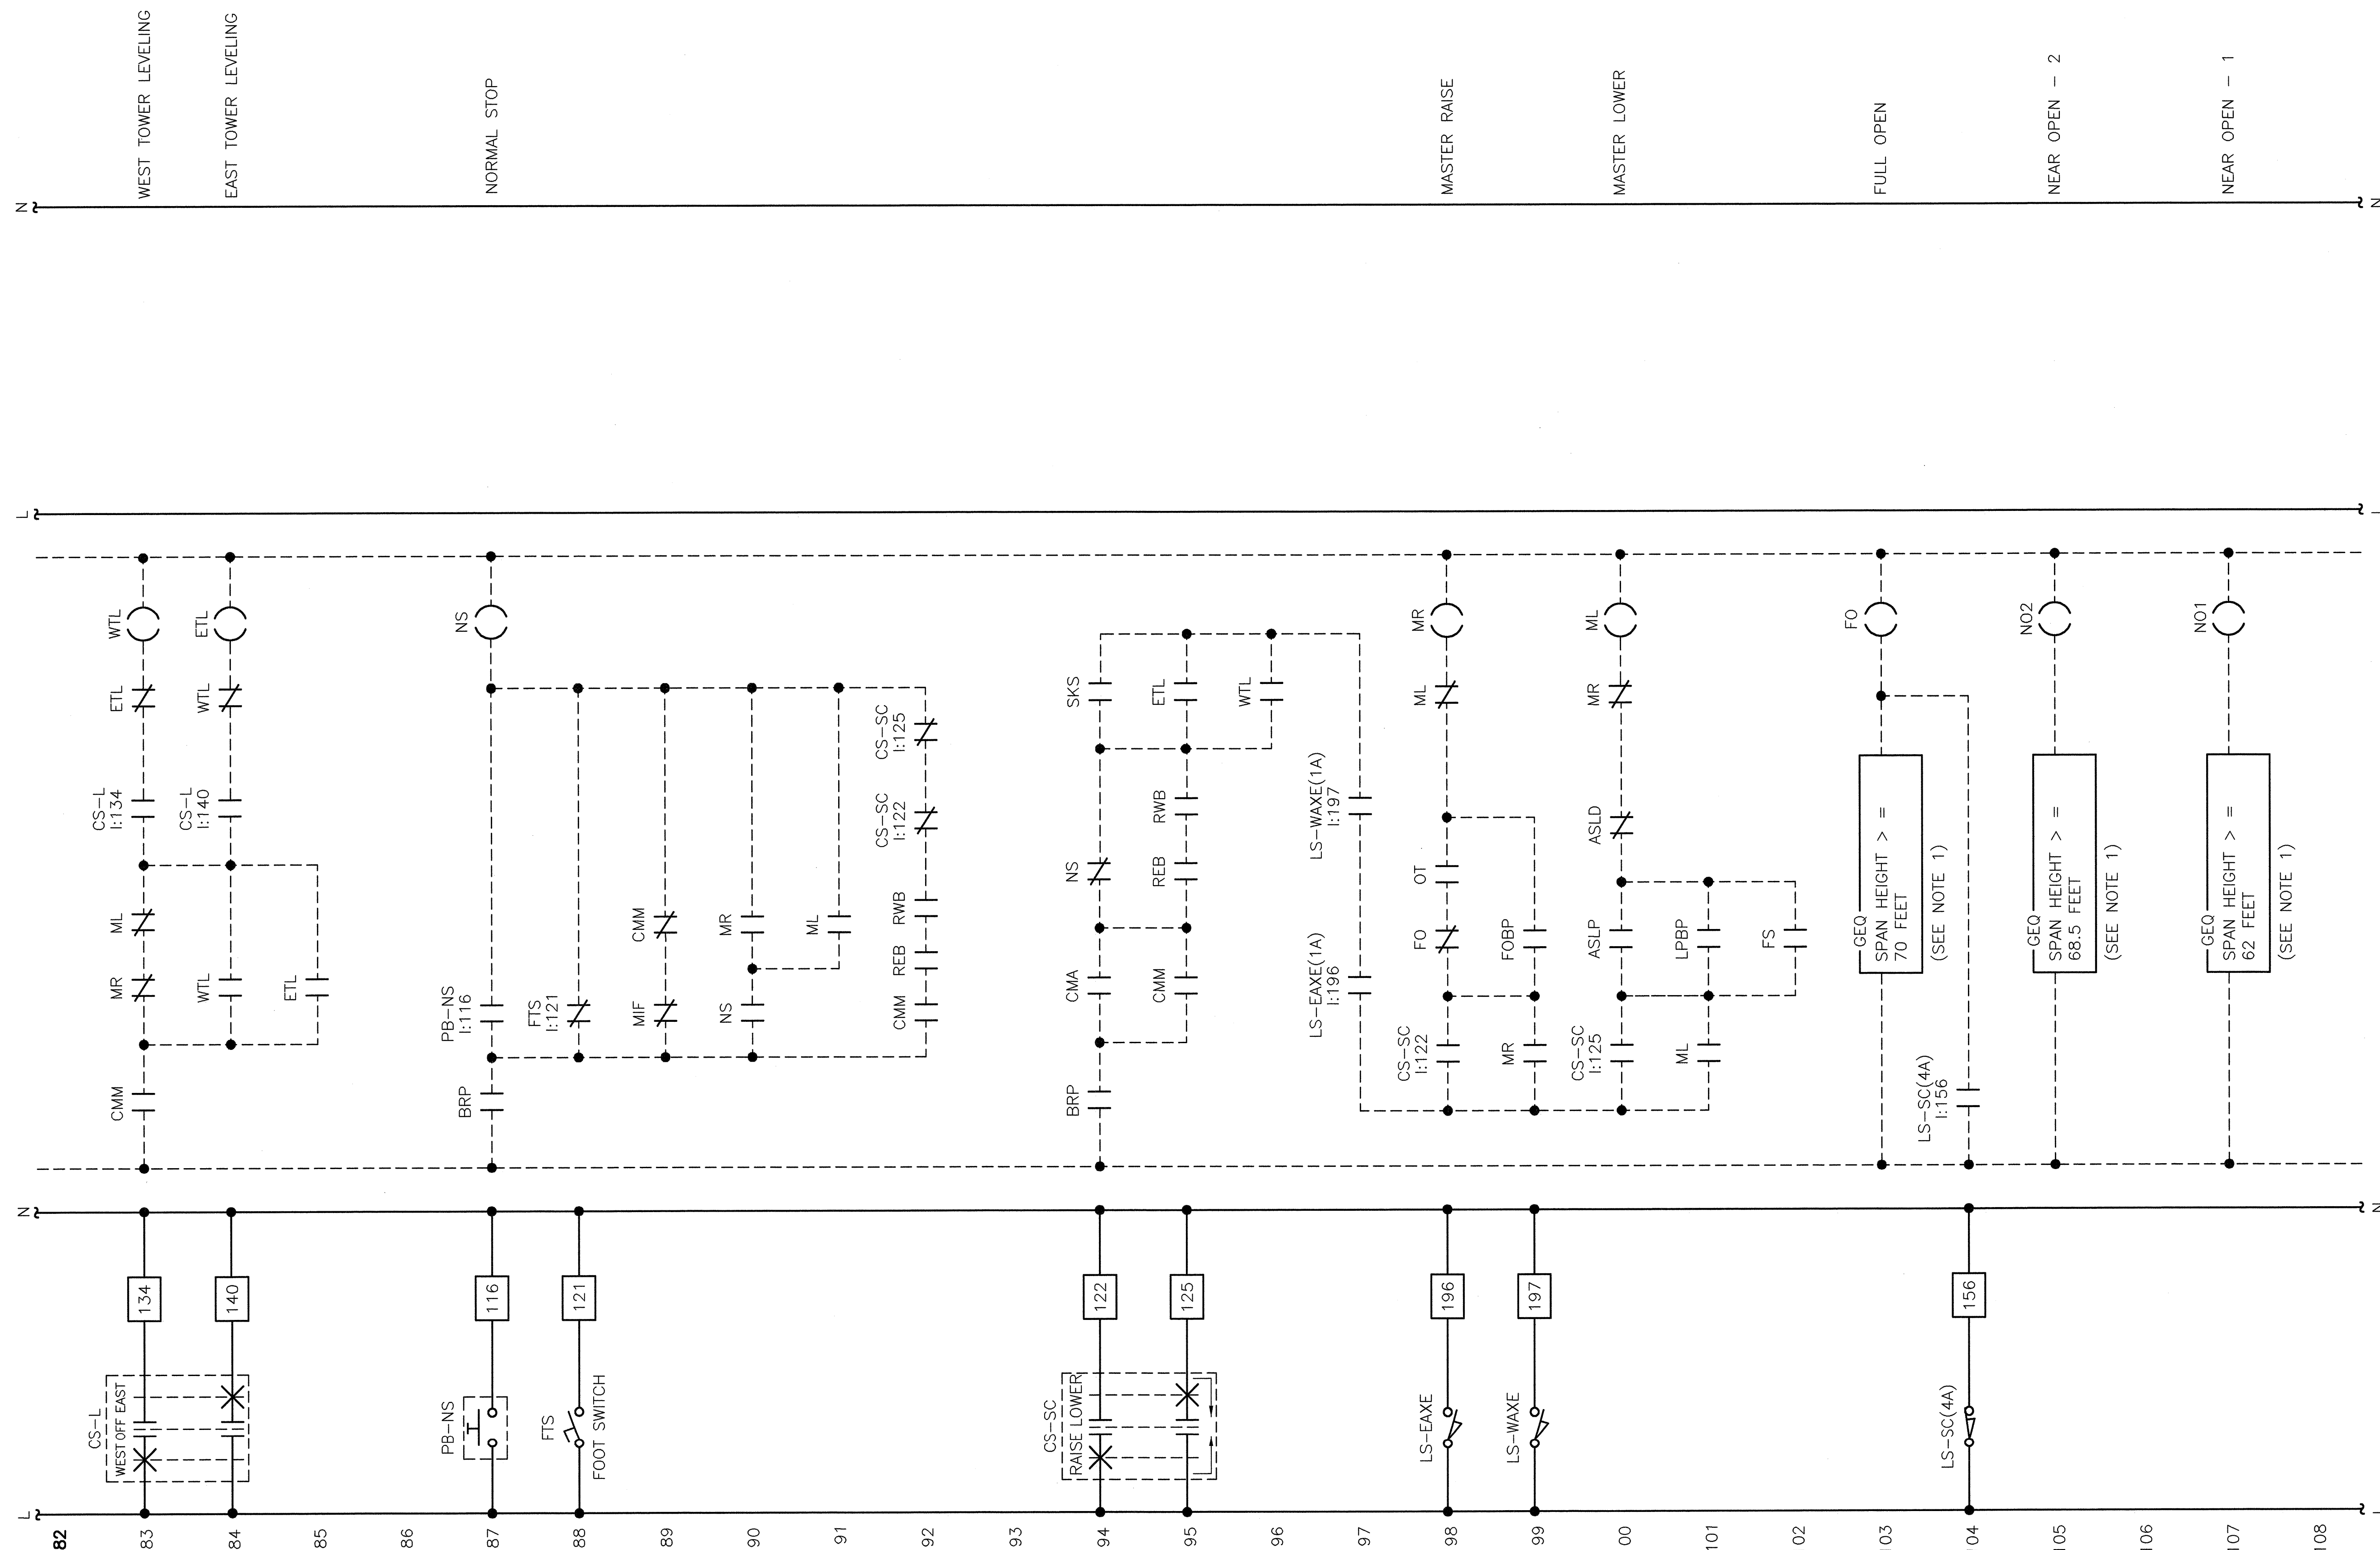 82
L
N
L
N
83
CS-L
WEST OFF EAST
134
CMM
MR
ML
CS-L
I:134
ETL
WTL
WEST TOWER LEVELING
84
140
WTL
CS-L
I:140
WTL
ETL
EAST TOWER LEVELING
85
ETL
86
87
PB-NS
116
BRP
PB-NS
I:116
NS
NORMAL STOP
88
FTS
FOOT SWITCH
121
FTS
I:121
89
MIF
CMM
90
NS
MR
91
ML
92
CMM
REB
RWB
CS-SC
I:122
CS-SC
I:125
93
94
CS-SC
RAISE LOWER
122
BRP
CMA
NS
SKS
95
125
CMM
REB
RWB
ETL
96
WTL
97
LS-EAXE(1A)
I:196
LS-WAXE(1A)
I:197
98
LS-EAXE
196
CS-SC
I:122
FO
OT
ML
MR
MASTER RAISE
99
LS-WAXE
197
MR
FOBP
00
CS-SC
I:125
ASLP
ASLD
MR
ML
MASTER LOWER
101
ML
LPBP
02
FS
103
GEQ
SPAN HEIGHT > =
70 FEET
(SEE NOTE 1)
FO
FULL OPEN
04
LS-SC(4A)
156
LS-SC(4A)
I:156
105
GEQ
SPAN HEIGHT > =
68.5 FEET
(SEE NOTE 1)
NO2
NEAR OPEN - 2
106
107
GEQ
SPAN HEIGHT > =
62 FEET
(SEE NOTE 1)
NO1
NEAR OPEN - 1
108
N
N